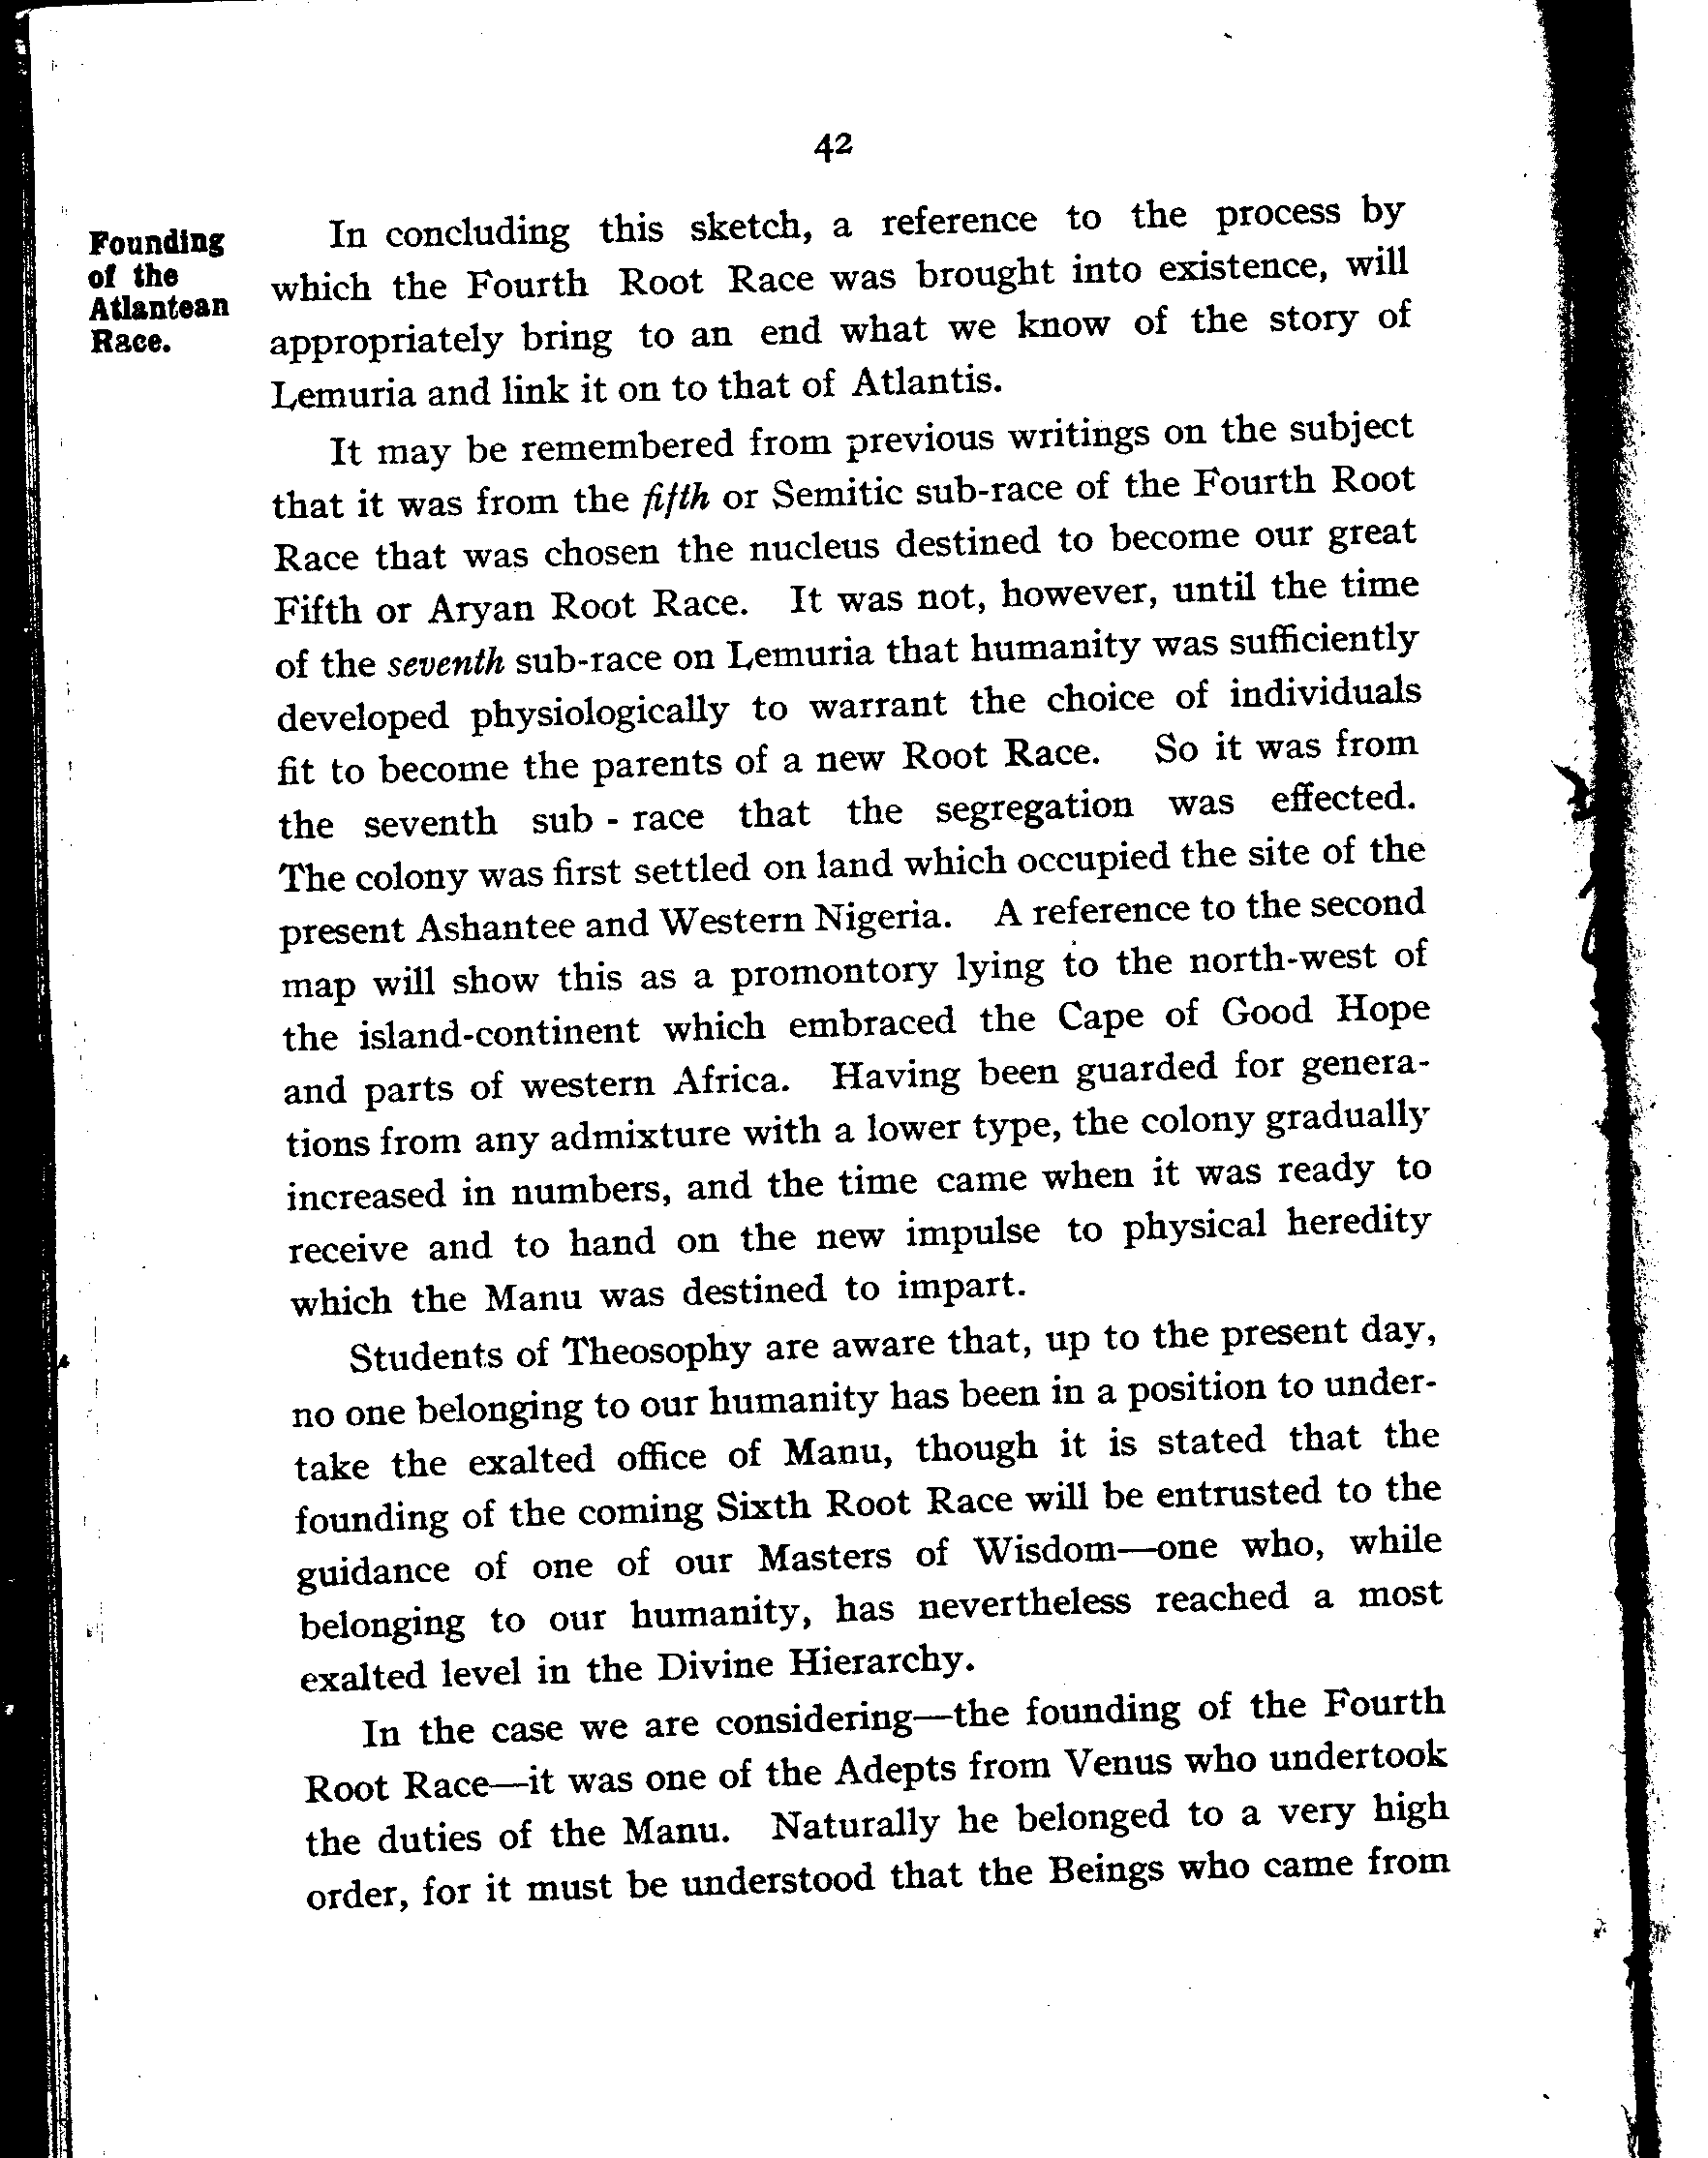 42
Founding
of the
Atlantean
Race.
In concluding this sketch, a reference to the process by
which the Fourth Root Race was brought into existence, will
appropriately bring to an end what we know of the story of
Lemuria and link it on to that of Atlantis.
It may be remembered from previous writings on the subject
that it was from the fifth or Semitic sub-race of the Fourth Root
Race that was chosen the nucleus destined to become our great
Fifth or Aryan Root Race. It was not, however, until the time
of the seventh sub-race on Lemuria that humanity was sufficiently
developed physiologically to warrant the choice of individuals
fit to become the parents of a new Root Race. So it was from
the seventh sub - race that the segregation was effected.
The colony was first settled on land which occupied the site of the
present Ashantee and Western Nigeria. A reference to the second
map will show this as a promontory lying to the north-west of
the island-continent which embraced the Cape of Good Hope
and parts of western Africa. Having been guarded for genera-
tions from any admixture with a lower type, the colony gradually
increased in numbers, and the time came when it was ready to
receive and to hand on the new impulse to physical heredity
which the Manu was destined to impart.
Students of Theosophy are aware that, up to the present day,
no one belonging to our humanity has been in a position to under-
take the exalted office of Manu, though it is stated that the
founding of the coming Sixth Root Race will be entrusted to the
guidance of one of our Masters of Wisdom—one who, while
belonging to our humanity, has nevertheless reached a most
exalted level in the Divine Hierarchy.
In the case we are considering—the founding of the Fourth
Root Race—it was one of the Adepts from Venus who undertook
the duties of the Manu. Naturally he belonged to a very high
order, for it must be understood that the Beings who came from